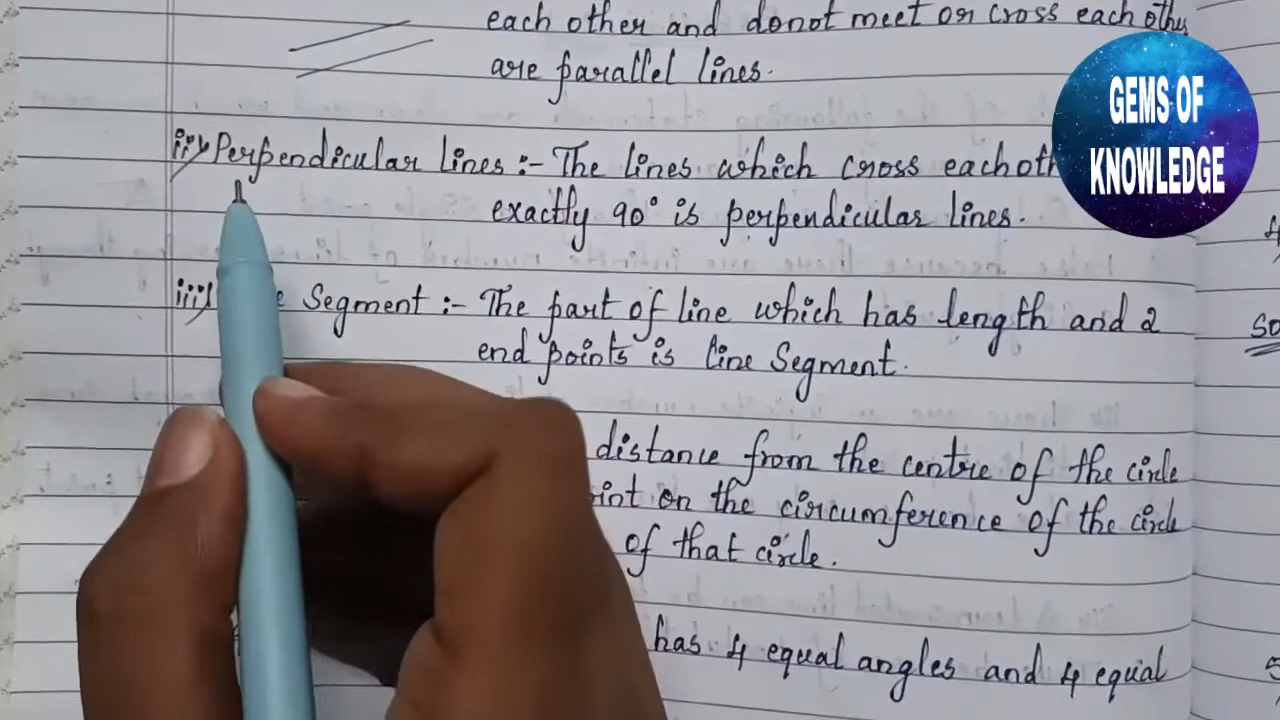 each other and donot meet or cross each other
are parallel lines.
ii) Perpendicular lines :- The lines which cross each oth
exactly 90° is perpendicular lines.
iii) Segment :- The part of line which has length and 2
end points is line Segment.
distance from the centre of the circle
on the circumference of the circle
of that circle.
has 4 equal angles and 4 equal
GEMS OF
KNOWLEDGE